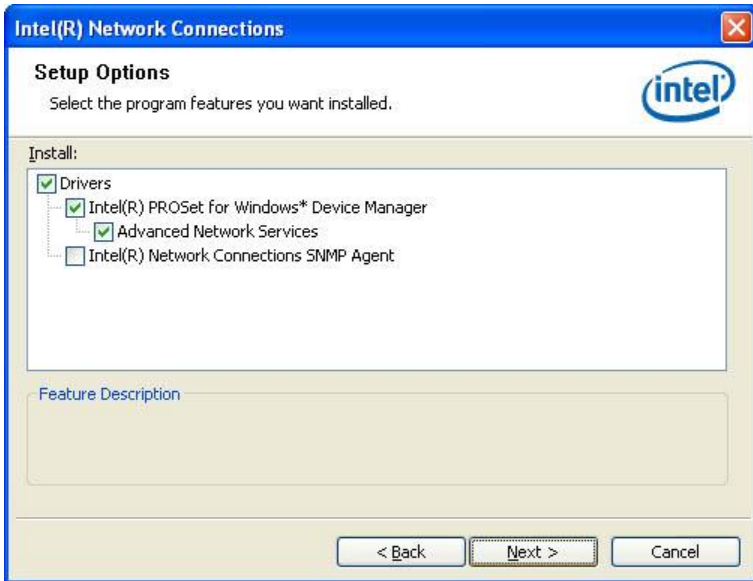 Intel(R) Network Connections
Setup Options
Select the program features you want installed.
intel
Install:
Drivers
Intel(R) PROSet for Windows* Device Manager
Advanced Network Services
Intel(R) Network Connections SNMP Agent
Feature Description
< Back
Next >
Cancel